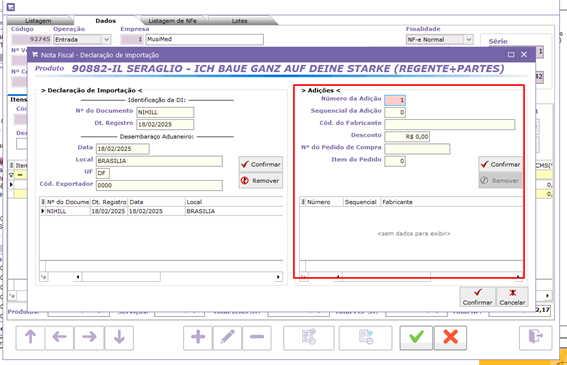 Listagem Dados Listagem de NFe Lotes
Código Operação Empresa Finalidade
92745 Entrada 1 MusiMed NF-e Normal Série
Nota Fiscal - Declaração de Importação
Produto 90882-IL SERAGLIO - ICH BAUE GANZ AUF DEINE STARKE (REGENTE+PARTES)
> Declaração de Importação <
Identificação da DI:
Nº do Documento NIHILL
Dt. Registro 18/02/2025
Desembaraço Aduaneiro:
Data 18/02/2025
Local BRASILIA
UF DF
Cód. Exportador 0000
Confirmar
Remover
Nº do Docume Dt. Registro Data Local
NIHILL 18/02/2025 18/02/2025 BRASILIA
> Adições <
Número da Adição 1
Sequencial da Adição 0
Cód. do Fabricante
Desconto R$ 0,00
Nº do Pedido de Compra
Item do Pedido 0
Confirmar
Remover
Número Sequencial Fabricante
<sem dados para exibir>
Confirmar Cancelar